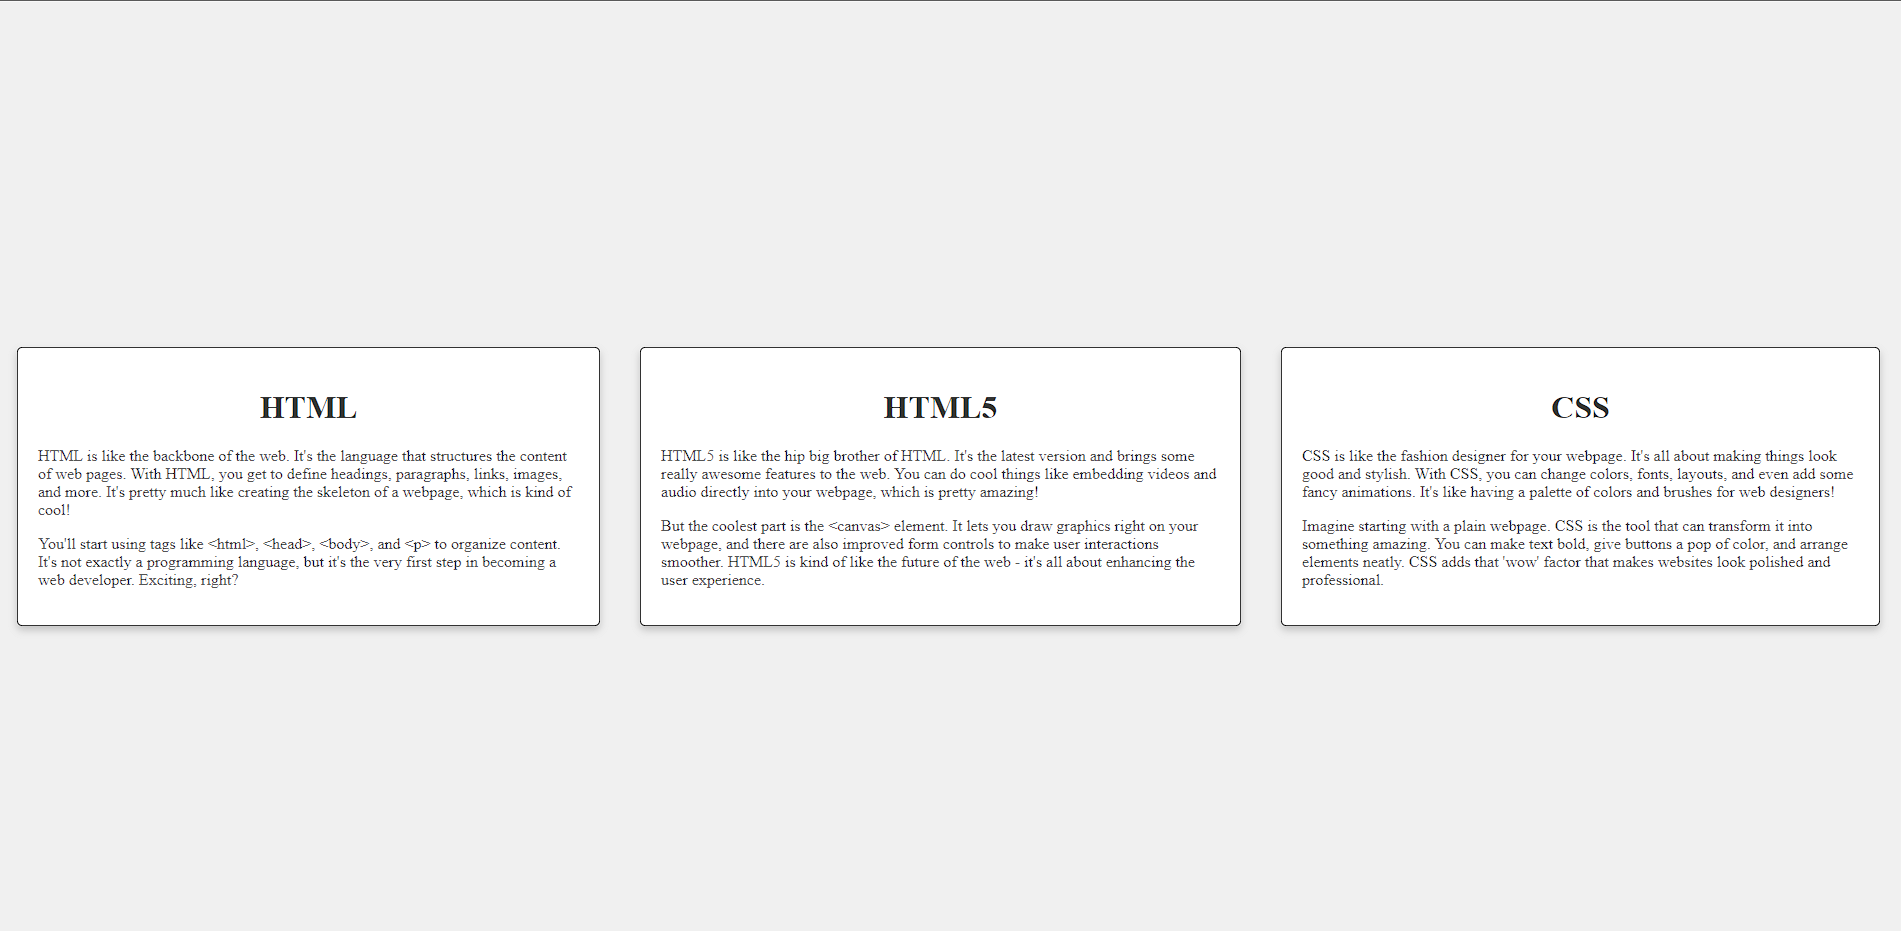 HTML
HTML is like the backbone of the web. It's the language that structures the content
of web pages. With HTML, you get to define headings, paragraphs, links, images,
and more. It's pretty much like creating the skeleton of a webpage, which is kind of
cool!
You'll start using tags like <html>, <head>, <body>, and <p> to organize content.
It's not exactly a programming language, but it's the very first step in becoming a
web developer. Exciting, right?
HTML5
HTML5 is like the hip big brother of HTML. It's the latest version and brings some
really awesome features to the web. You can do cool things like embedding videos and
audio directly into your webpage, which is pretty amazing!
But the coolest part is the <canvas> element. It lets you draw graphics right on your
webpage, and there are also improved form controls to make user interactions
smoother. HTML5 is kind of like the future of the web - it's all about enhancing the
user experience.
CSS
CSS is like the fashion designer for your webpage. It's all about making things look
good and stylish. With CSS, you can change colors, fonts, layouts, and even add some
fancy animations. It's like having a palette of colors and brushes for web designers!
Imagine starting with a plain webpage. CSS is the tool that can transform it into
something amazing. You can make text bold, give buttons a pop of color, and arrange
elements neatly. CSS adds that 'wow' factor that makes websites look polished and
professional.